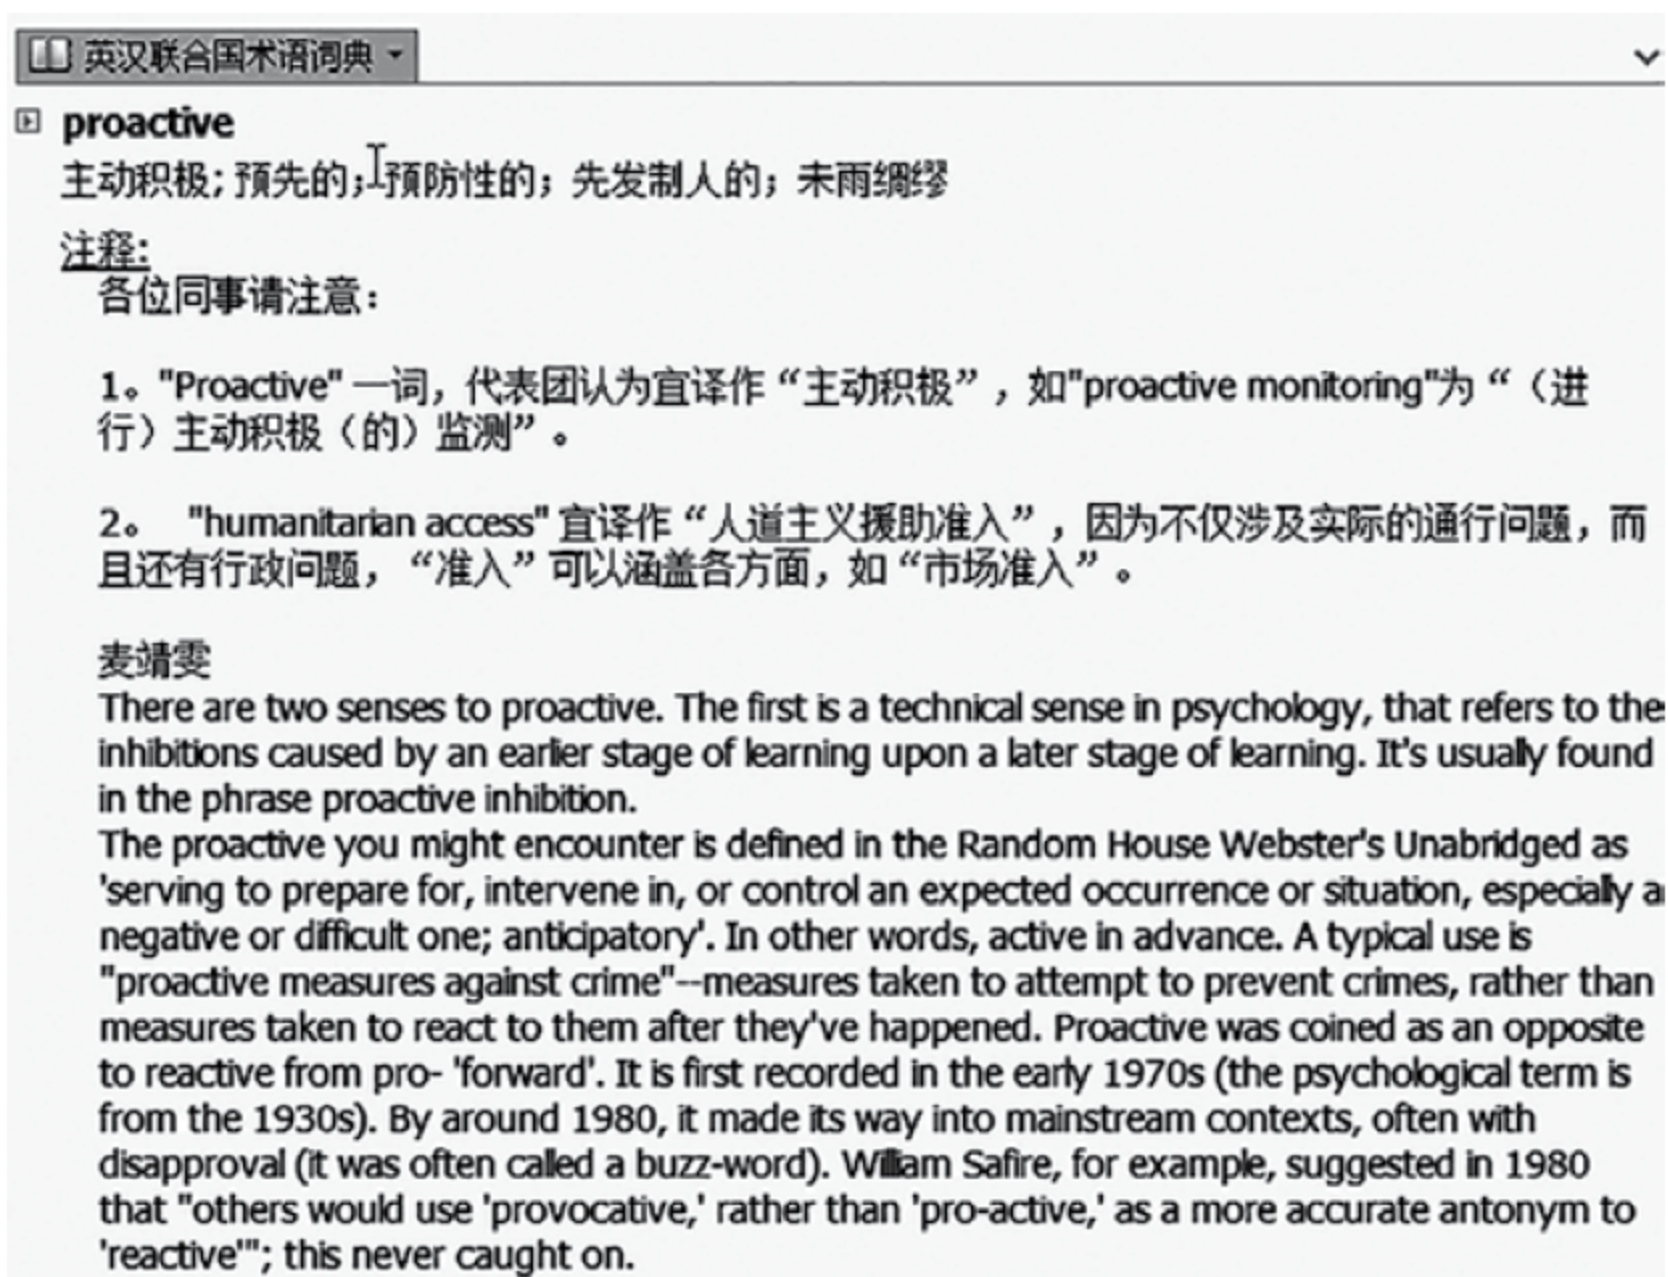 英汉联合国术语词典
proactive
主动积极; 预先的; 预防性的; 先发制人的; 未雨绸缪
注释:
各位同事请注意：
1。"Proactive" 一词，代表团认为宜译作“主动积极”，如"proactive monitoring"为“（进
行）主动积极（的）监测”。
2。 "humanitarian access" 宜译作“人道主义援助准入”，因为不仅涉及实际的通行问题，而
且还有行政问题，“准入”可以涵盖各方面，如“市场准入”。
麦靖雯
There are two senses to proactive. The first is a technical sense in psychology, that refers to the
inhibitions caused by an earlier stage of learning upon a later stage of learning. It's usually found
in the phrase proactive inhibition.
The proactive you might encounter is defined in the Random House Webster's Unabridged as
'serving to prepare for, intervene in, or control an expected occurrence or situation, especially a
negative or difficult one; anticipatory'. In other words, active in advance. A typical use is
"proactive measures against crime"--measures taken to attempt to prevent crimes, rather than
measures taken to react to them after they've happened. Proactive was coined as an opposite
to reactive from pro- 'forward'. It is first recorded in the early 1970s (the psychological term is
from the 1930s). By around 1980, it made its way into mainstream contexts, often with
disapproval (it was often called a buzz-word). William Safire, for example, suggested in 1980
that "others would use 'provocative,' rather than 'pro-active,' as a more accurate antonym to
'reactive'"; this never caught on.